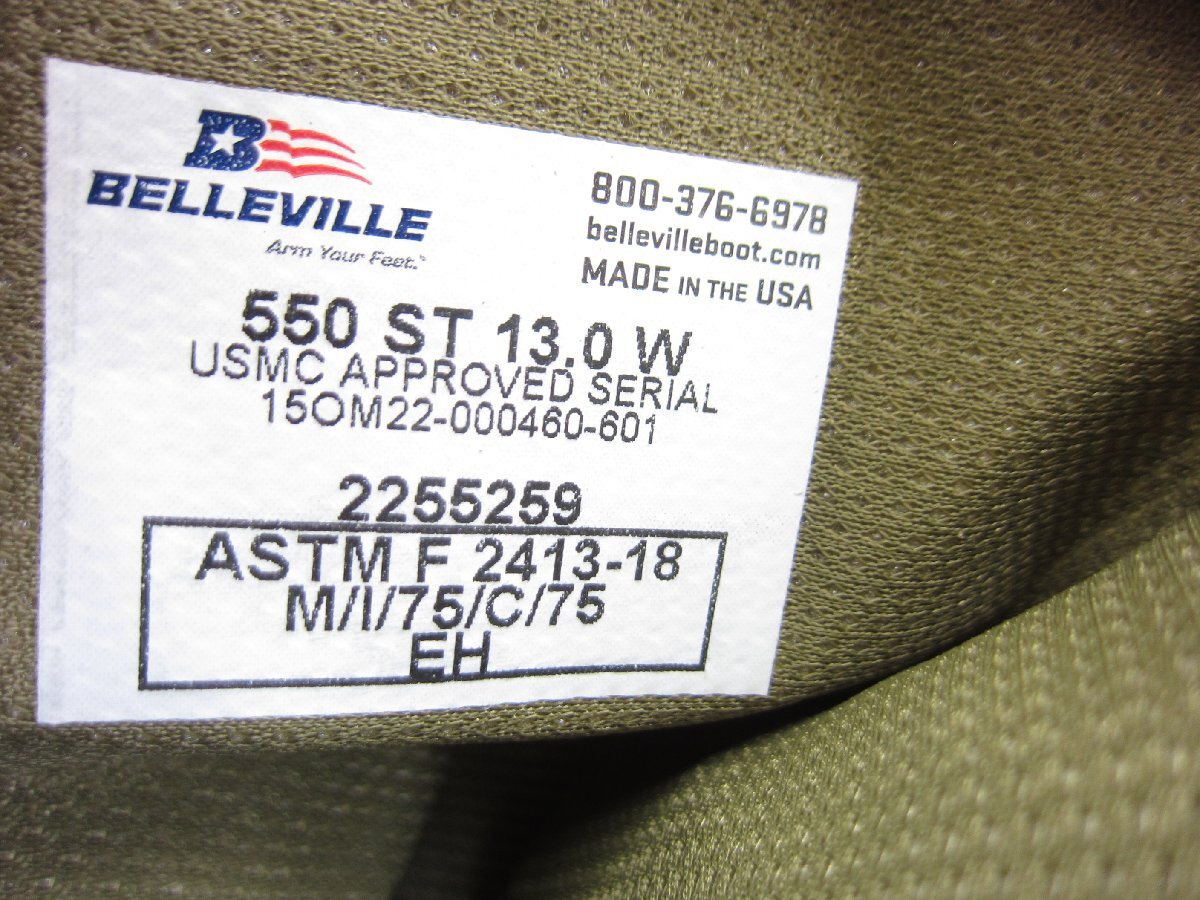 B
BELLEVILLE
Arm Your Feet.
800-376-6978
bellevilleboot.com
MADE IN THE USA
550 ST 13.0 W
USMC APPROVED SERIAL
15OM22-000460-601
2255259
ASTM F 2413-18
M/I/75/C/75
EH